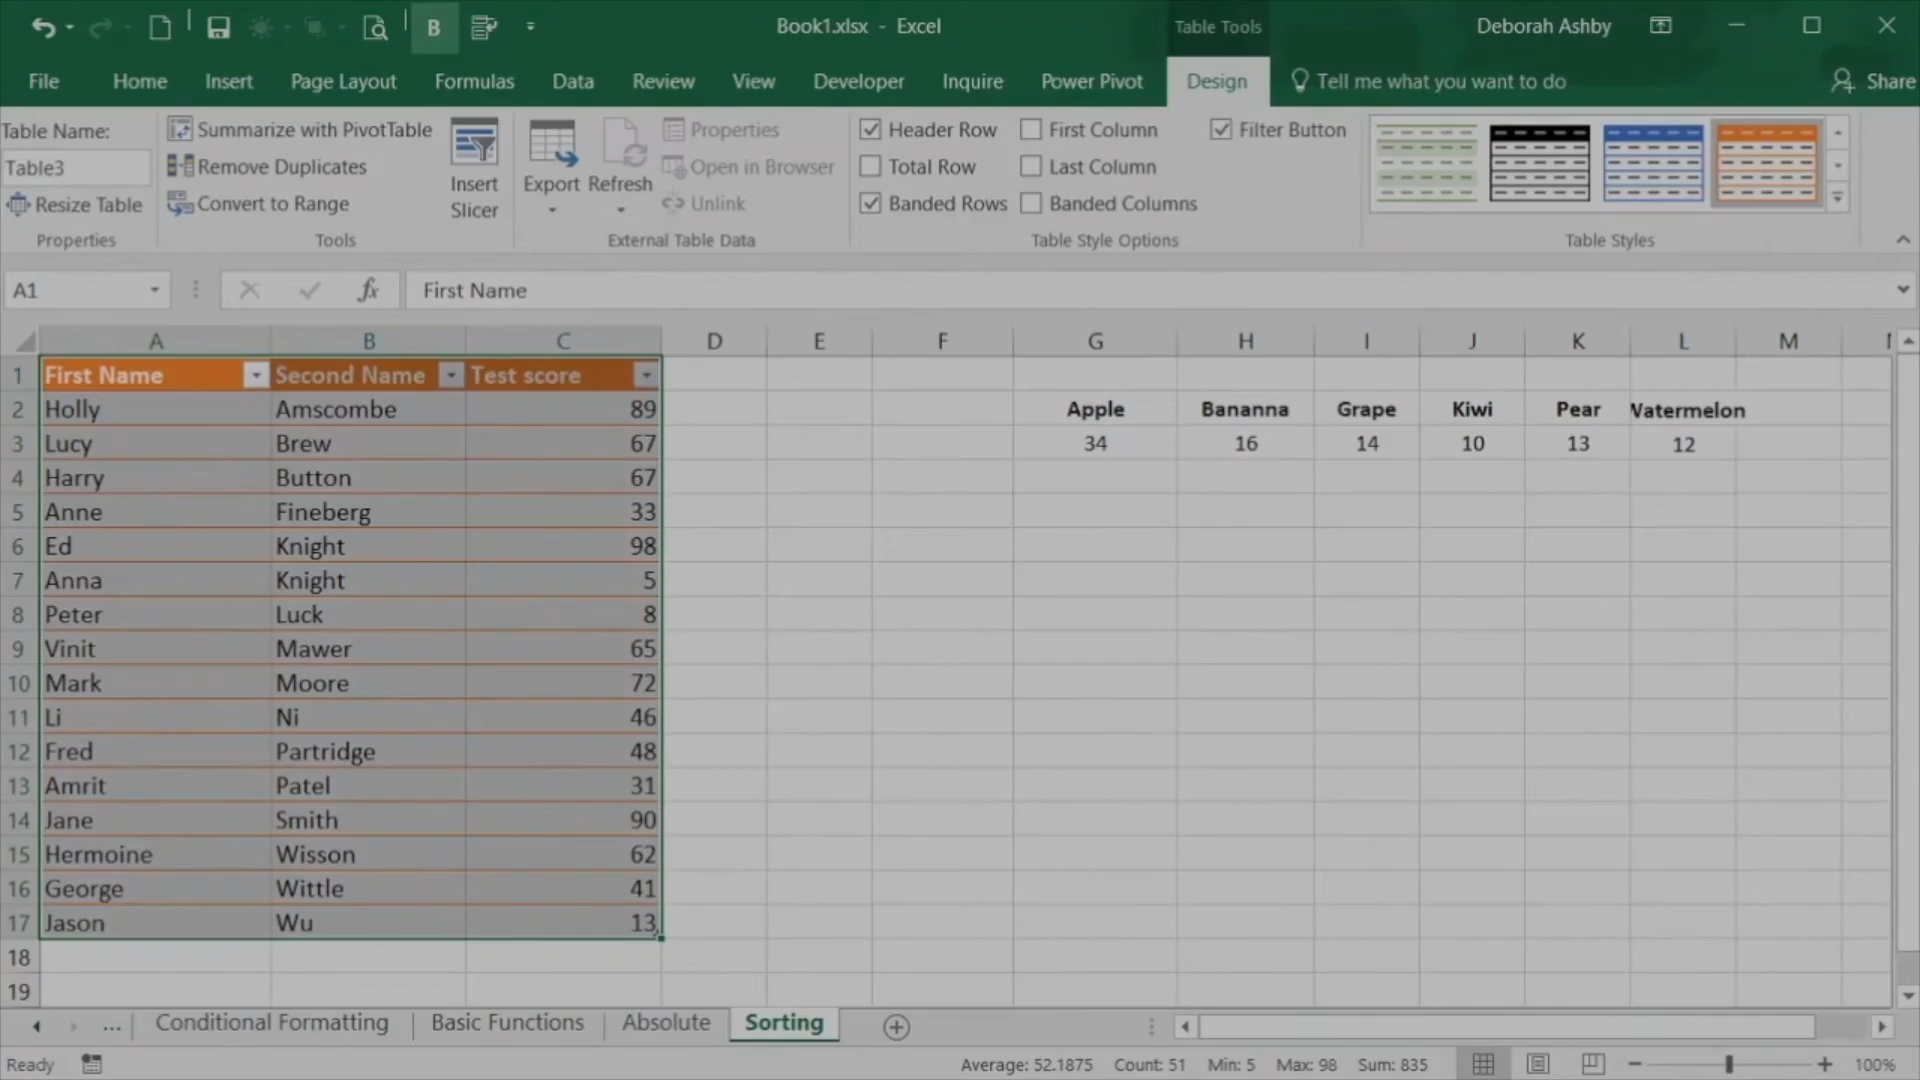 B
Book1.xlsx - Excel
Table Tools
Deborah Ashby
File Home Insert Page Layout Formulas Data Review View Developer Inquire Power Pivot Design Tell me what you want to do Share
Table Name:
Table3
Resize Table
Properties
Summarize with PivotTable
Remove Duplicates
Convert to Range
Insert
Slicer
Tools
Export
Refresh
Properties
Open in Browser
Unlink
External Table Data
Header Row First Column Filter Button
Total Row Last Column
Banded Rows Banded Columns
Table Style Options
Table Styles
A1 fx First Name
A B C D E F G H I J K L M
1 First Name Second Name Test score
2 Holly Amscombe 89 Apple Bananna Grape Kiwi Pear Watermelon
3 Lucy Brew 67 34 16 14 10 13 12
4 Harry Button 67
5 Anne Fineberg 33
6 Ed Knight 98
7 Anna Knight 5
8 Peter Luck 8
9 Vinit Mawer 65
10 Mark Moore 72
11 Li Ni 46
12 Fred Partridge 48
13 Amrit Patel 31
14 Jane Smith 90
15 Hermoine Wisson 62
16 George Wittle 41
17 Jason Wu 13
18
19
... Conditional Formatting Basic Functions Absolute Sorting
Ready Average: 52.1875 Count: 51 Min: 5 Max: 98 Sum: 835 100%